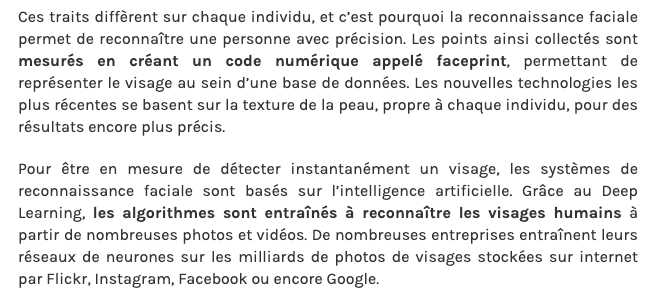 Ces traits diffèrent sur chaque individu, et c’est pourquoi la reconnaissance faciale
permet de reconnaître une personne avec précision. Les points ainsi collectés sont
mesurés en créant un code numérique appelé faceprint, permettant de
représenter le visage au sein d’une base de données. Les nouvelles technologies les
plus récentes se basent sur la texture de la peau, propre à chaque individu, pour des
résultats encore plus précis.
Pour être en mesure de détecter instantanément un visage, les systèmes de
reconnaissance faciale sont basés sur l’intelligence artificielle. Grâce au Deep
Learning, les algorithmes sont entraînés à reconnaître les visages humains à
partir de nombreuses photos et vidéos. De nombreuses entreprises entraînent leurs
réseaux de neurones sur les milliards de photos de visages stockées sur internet
par Flickr, Instagram, Facebook ou encore Google.